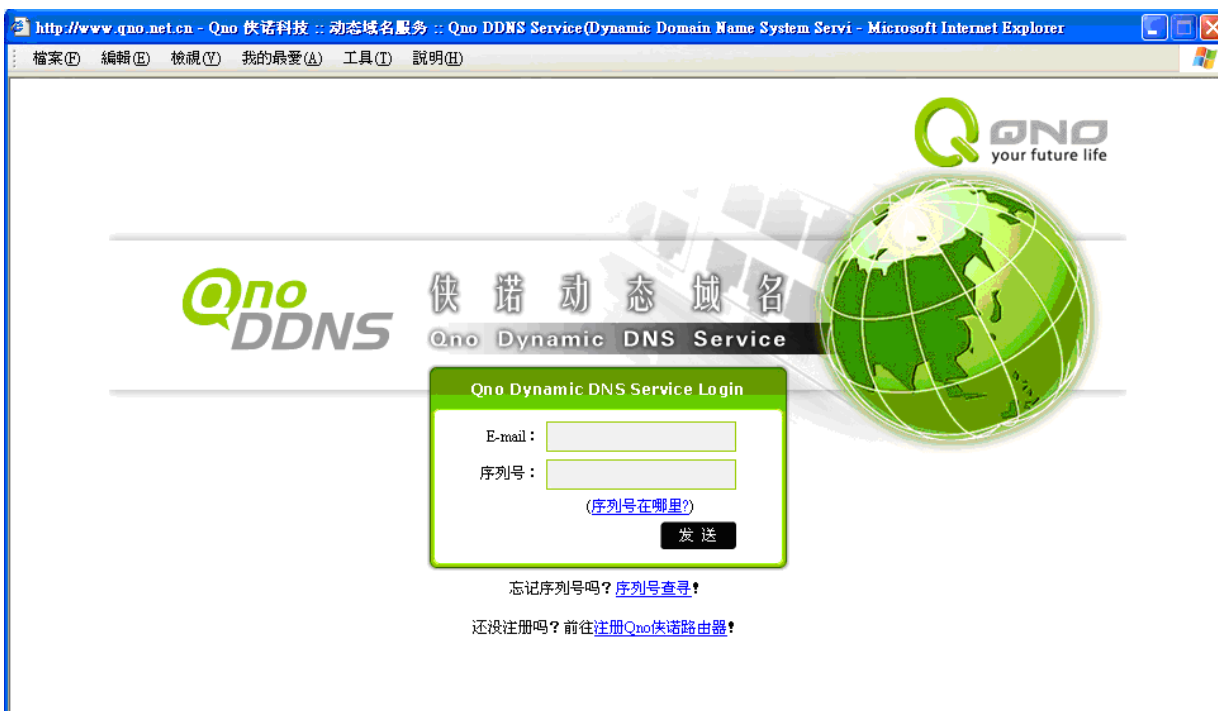 http://www.qno.net.cn - Qno 侠诺科技 :: 动态域名服务 :: Qno DDNS Service(Dynamic Domain Name System Servi - Microsoft Internet Explorer
檔案(F) 編輯(E) 檢視(V) 我的最愛(A) 工具(T) 說明(H)
QNO
your future life
Qno
DDNS
侠诺动态域名
Qno Dynamic DNS Service
Qno Dynamic DNS Service Login
E-mail：
序列号：
(序列号在哪里?)
发 送
忘记序列号吗? 序列号查寻!
还没注册吗? 前往注册Qno侠诺路由器!